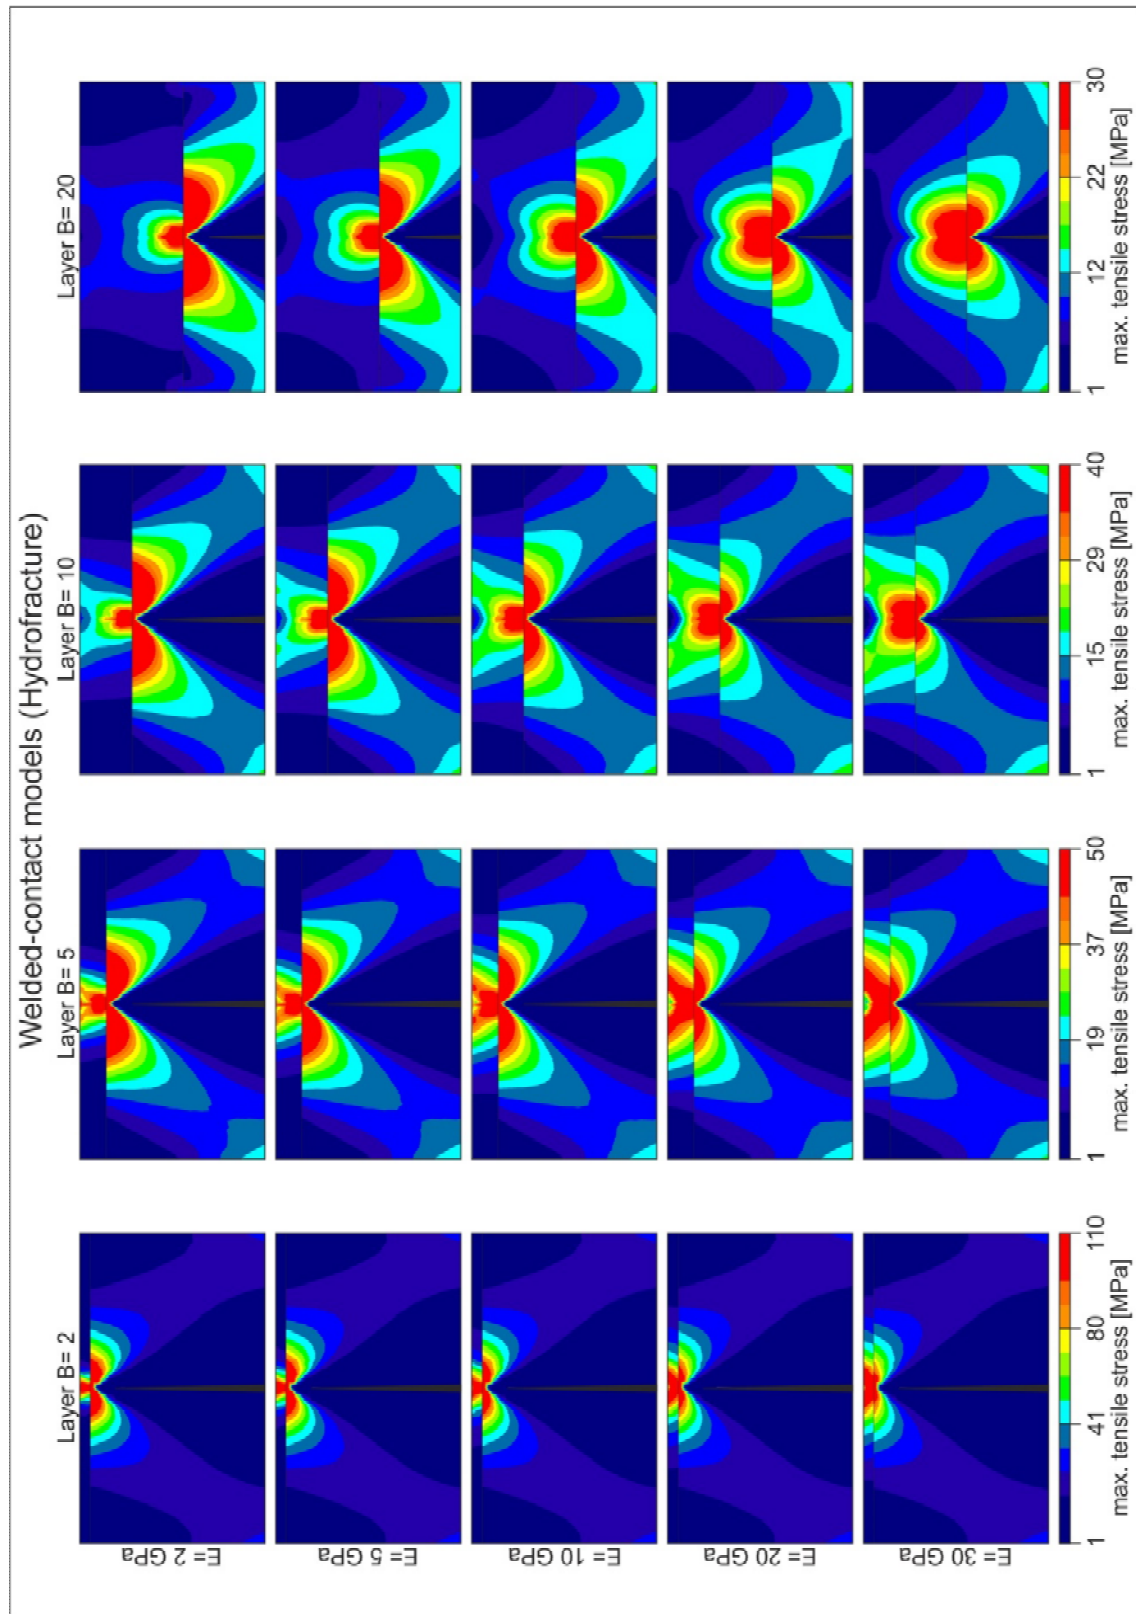 Welded-contact models (Hydrofracture)
Layer B= 2
Layer B= 5
Layer B= 10
Layer B= 20
E= 2 GPa
E= 5 GPa
E= 10 GPa
E= 20 GPa
E= 30 GPa
1 41 80 110
max. tensile stress [MPa]
1 19 37 50
max. tensile stress [MPa]
1 15 29 40
max. tensile stress [MPa]
1 12 22 30
max. tensile stress [MPa]